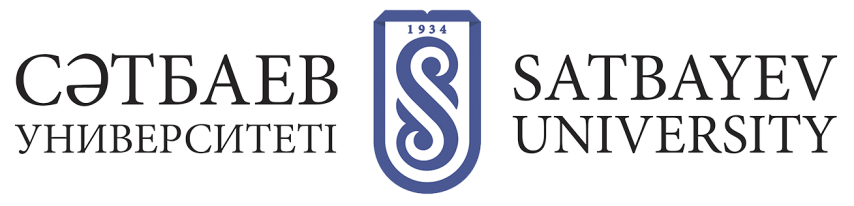 СӘТБАЕВ
УНИВЕРСИТЕТІ
1934
SATBAYEV
UNIVERSITY